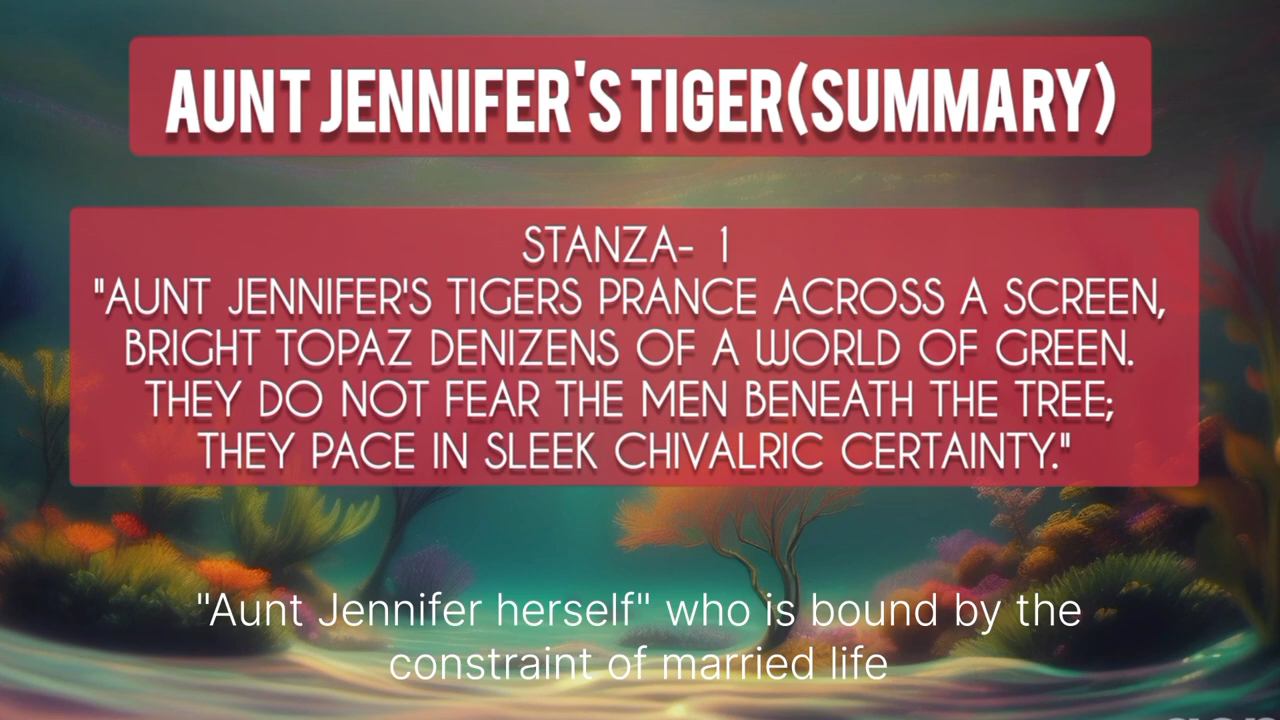 AUNT JENNIFER'S TIGER(SUMMARY)
STANZA- 1
"AUNT JENNIFER'S TIGERS PRANCE ACROSS A SCREEN,
BRIGHT TOPAZ DENIZENS OF A WORLD OF GREEN.
THEY DO NOT FEAR THE MEN BENEATH THE TREE;
THEY PACE IN SLEEK CHIVALRIC CERTAINTY."
"Aunt Jennifer herself" who is bound by the
constraint of married life